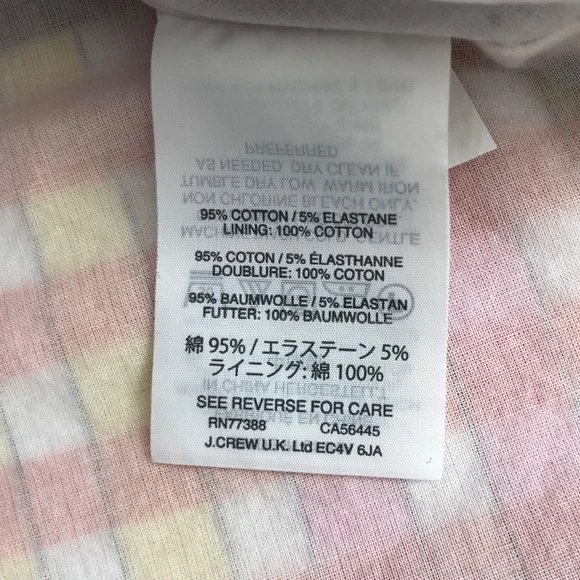 95% COTTON / 5% ELASTANE
LINING: 100% COTTON
95% COTON / 5% ÉLASTHANNE
DOUBLURE: 100% COTON
95% BAUMWOLLE / 5% ELASTAN
FUTTER: 100% BAUMWOLLE
綿 95% / エラステーン 5%
ライニング: 綿 100%
SEE REVERSE FOR CARE
RN77388 CA56445
J.CREW U.K. Ltd EC4V 6JA